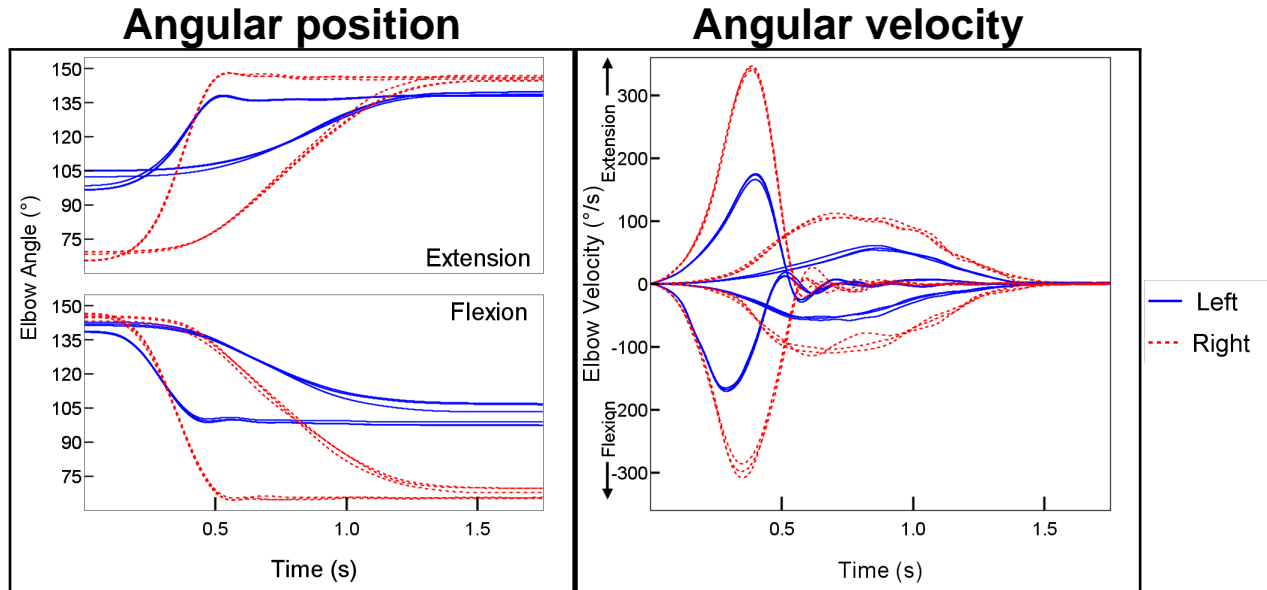 Angular position
Angular velocity
Elbow Angle (°)
150
135
120
105
90
75
Extension
150
135
120
105
90
75
Flexion
0.5
1.0
1.5
Time (s)
Elbow Velocity (°/s)
Extension
Flexion
300
200
100
0
-100
-200
-300
0.5
1.0
1.5
Time (s)
Left
Right